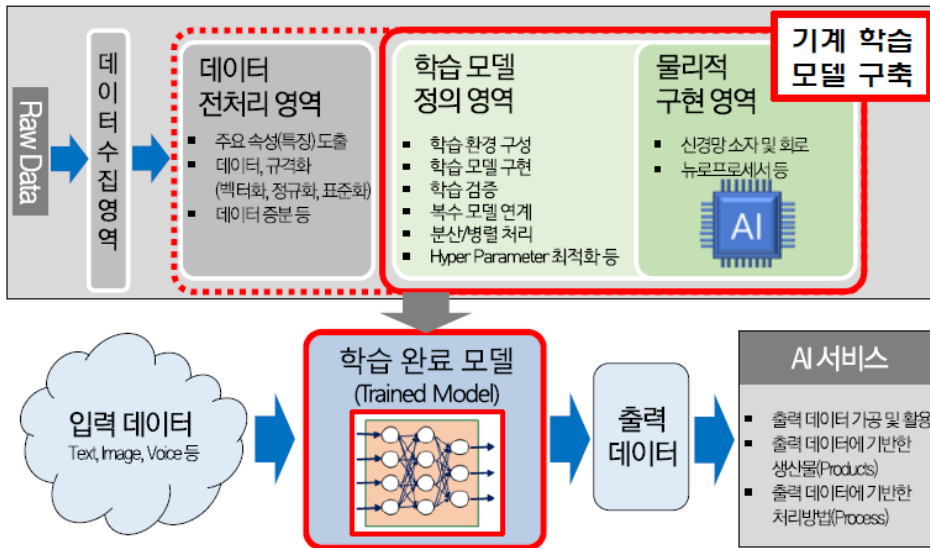 기계 학습
모델 구축
Raw Data
데이터수집영역
데이터
전처리 영역
▪ 주요 속성(특징) 도출
▪ 데이터, 규격화
(벡터화, 정규화, 표준화)
▪ 데이터 증분 등
학습 모델
정의 영역
▪ 학습 환경 구성
▪ 학습 모델 구현
▪ 학습 검증
▪ 복수 모델 연계
▪ 분산/병렬 처리
▪ Hyper Parameter 최적화 등
물리적
구현 영역
▪ 신경망 소자 및 회로
▪ 뉴로프로세서 등
AI
입력 데이터
Text, Image, Voice 등
학습 완료 모델
(Trained Model)
출력
데이터
AI 서비스
▪ 출력 데이터 가공 및 활용
▪ 출력 데이터에 기반한
생산물(Products)
▪ 출력 데이터에 기반한
처리방법(Process)